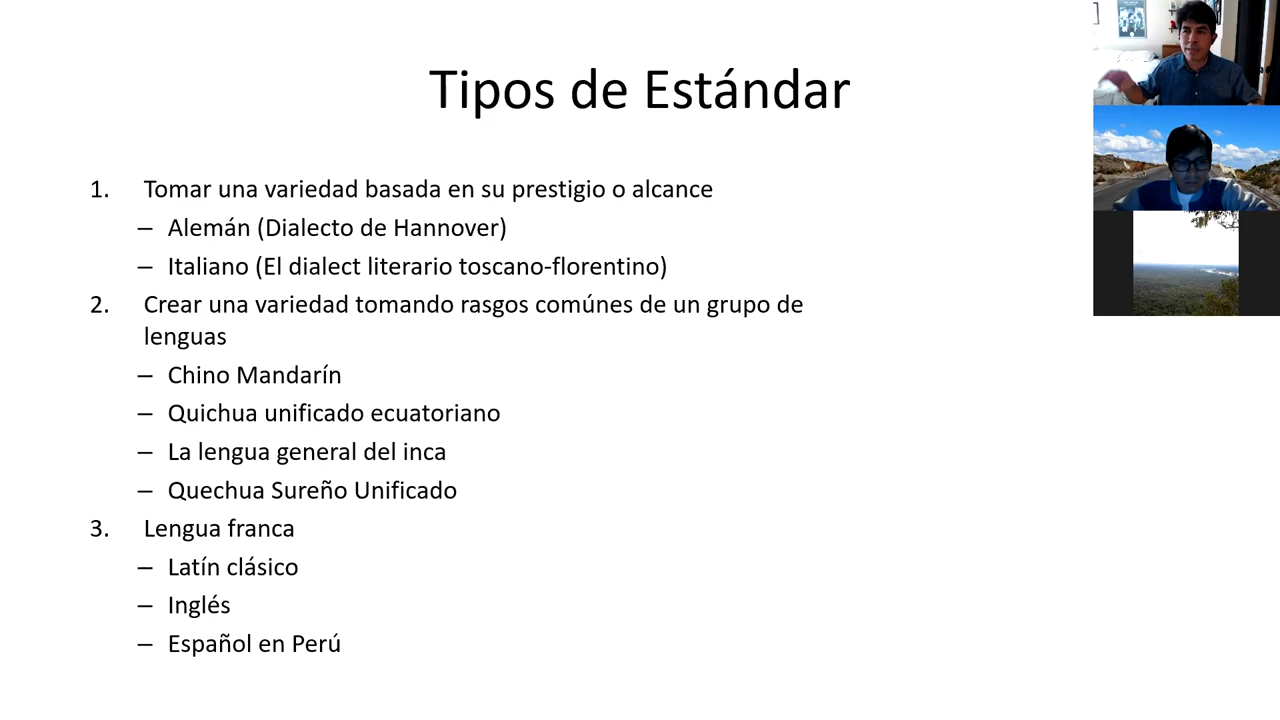 Tipos de Estándar
1. Tomar una variedad basada en su prestigio o alcance
– Alemán (Dialecto de Hannover)
– Italiano (El dialect literario toscano-florentino)
2. Crear una variedad tomando rasgos comúnes de un grupo de
lenguas
– Chino Mandarín
– Quichua unificado ecuatoriano
– La lengua general del inca
– Quechua Sureño Unificado
3. Lengua franca
– Latín clásico
– Inglés
– Español en Perú